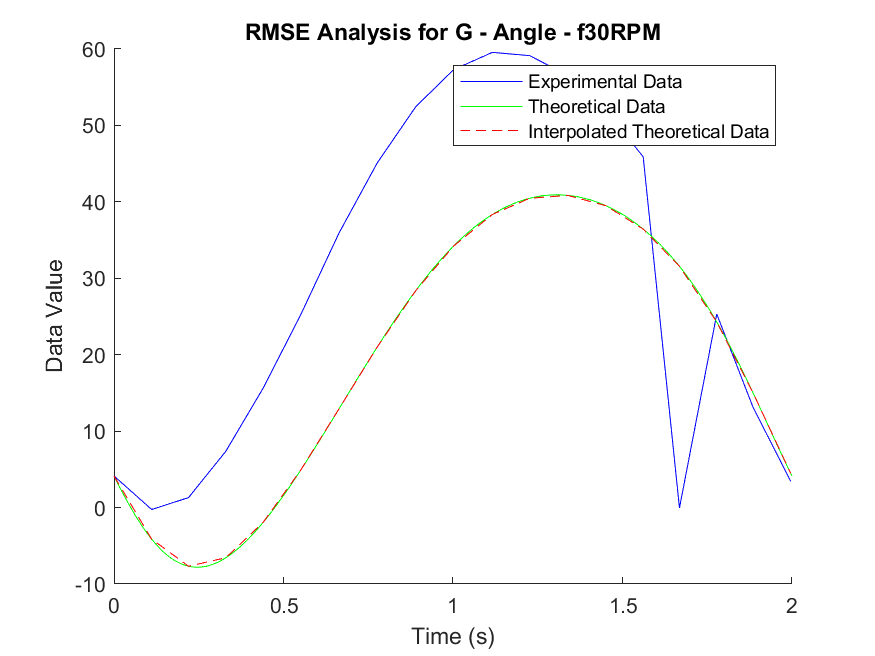 RMSE Analysis for G - Angle - f30RPM
60
50
40
30
20
10
0
-10
Data Value
Experimental Data
Theoretical Data
Interpolated Theoretical Data
0
0.5
1
1.5
2
Time (s)